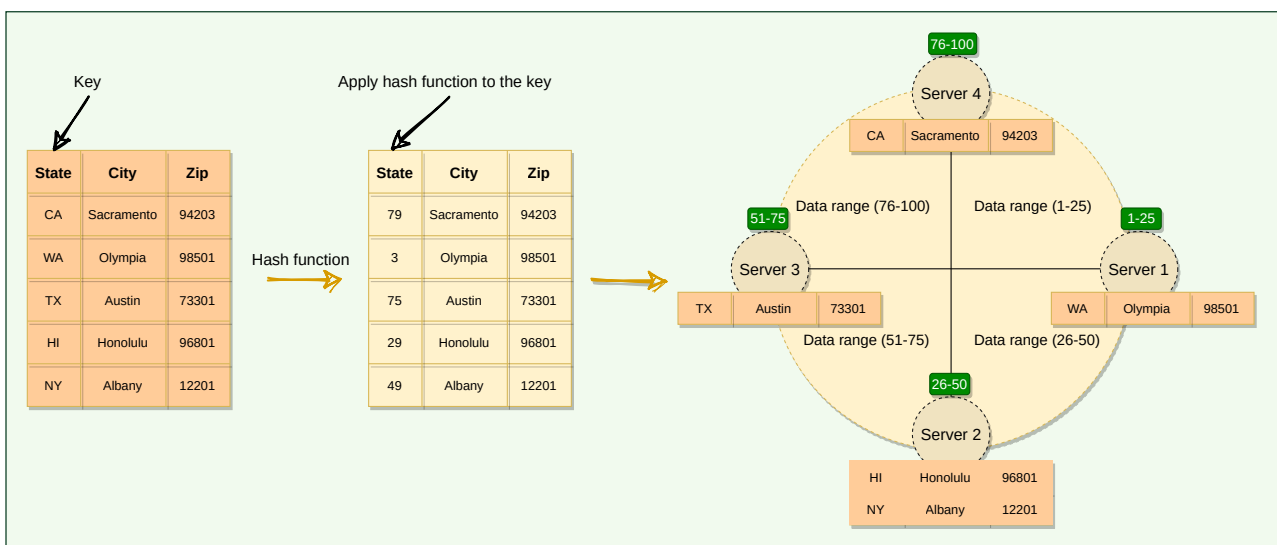 Key
State City Zip
CA Sacramento 94203
WA Olympia 98501
TX Austin 73301
HI Honolulu 96801
NY Albany 12201
Hash function
Apply hash function to the key
State City Zip
79 Sacramento 94203
3 Olympia 98501
75 Austin 73301
29 Honolulu 96801
49 Albany 12201
76-100
Server 4
CA Sacramento 94203
Data range (76-100)
Data range (1-25)
51-75
Server 3
TX Austin 73301
1-25
Server 1
WA Olympia 98501
Data range (51-75)
Data range (26-50)
26-50
Server 2
HI Honolulu 96801
NY Albany 12201